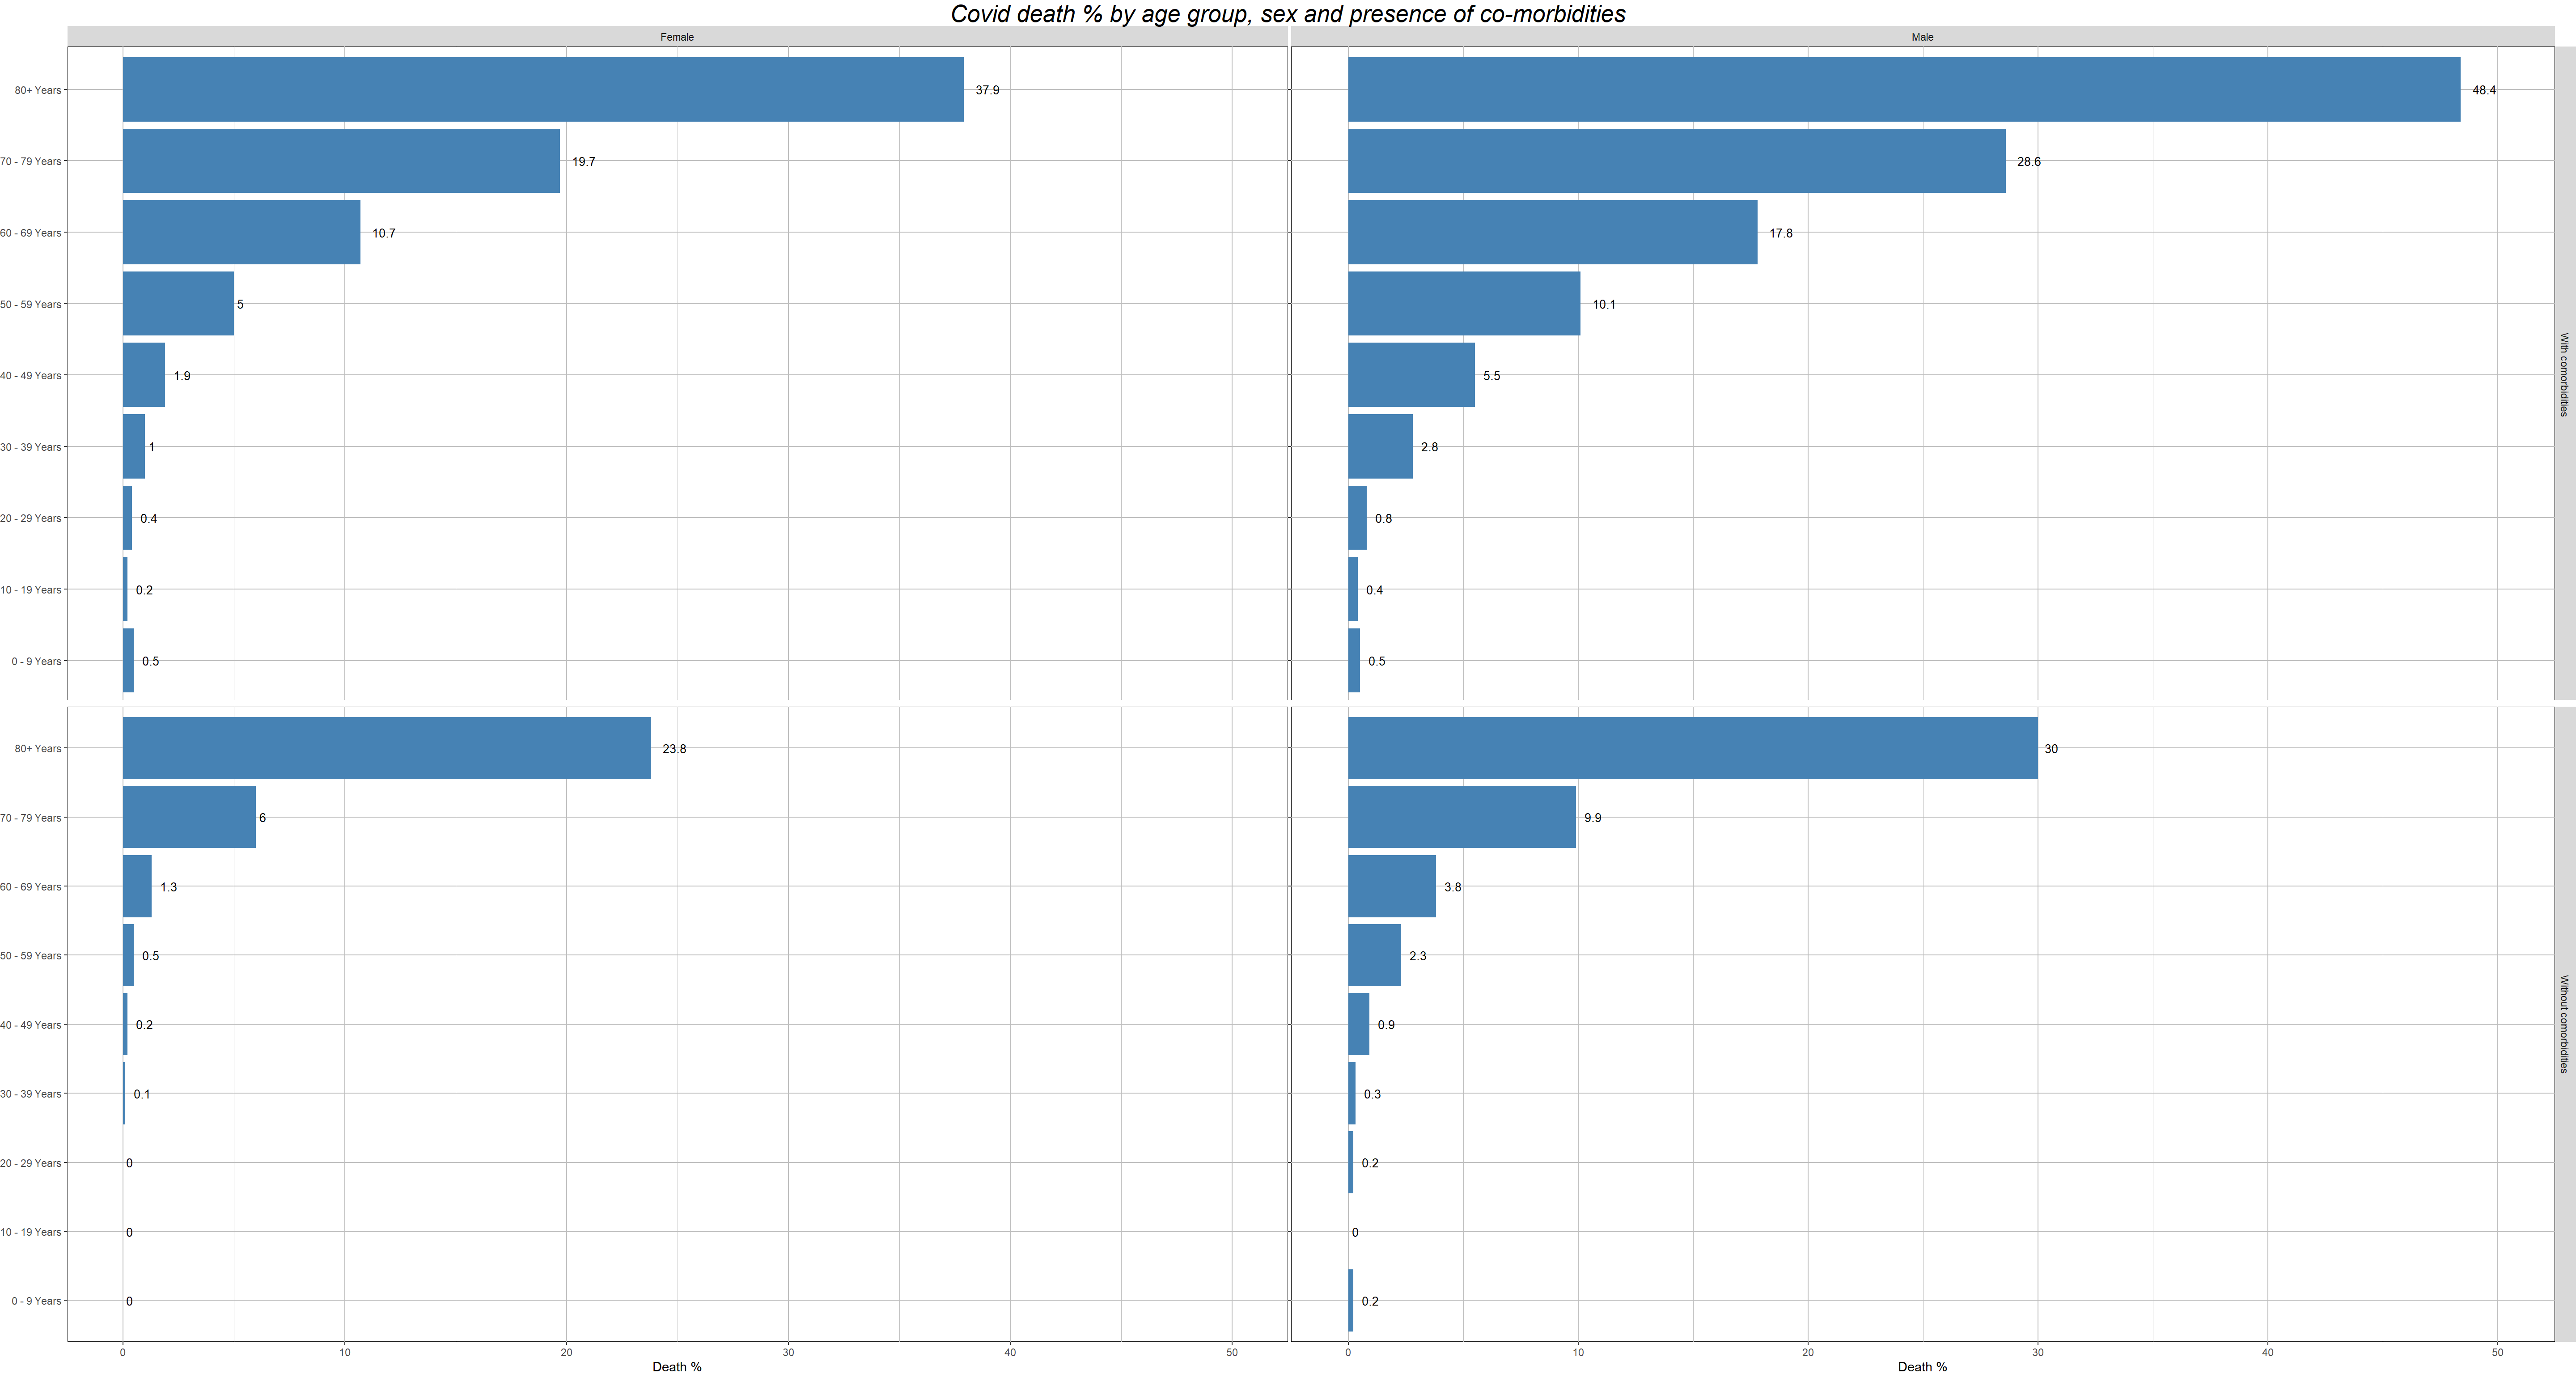 Covid death % by age group, sex and presence of co-morbidities
Female
Male
80+ Years
37.9
48.4
70 - 79 Years
19.7
28.6
60 - 69 Years
10.7
17.8
50 - 59 Years
5
10.1
40 - 49 Years
1.9
5.5
30 - 39 Years
1
2.8
20 - 29 Years
0.4
0.8
10 - 19 Years
0.2
0.4
0 - 9 Years
0.5
0.5
With comorbidities
80+ Years
23.8
30
70 - 79 Years
6
9.9
60 - 69 Years
1.3
3.8
50 - 59 Years
0.5
2.3
40 - 49 Years
0.2
0.9
30 - 39 Years
0.1
0.3
20 - 29 Years
0
0.2
10 - 19 Years
0
0
0 - 9 Years
0
0.2
Without comorbidities
0 10 20 30 40 50
0 10 20 30 40 50
Death %
Death %